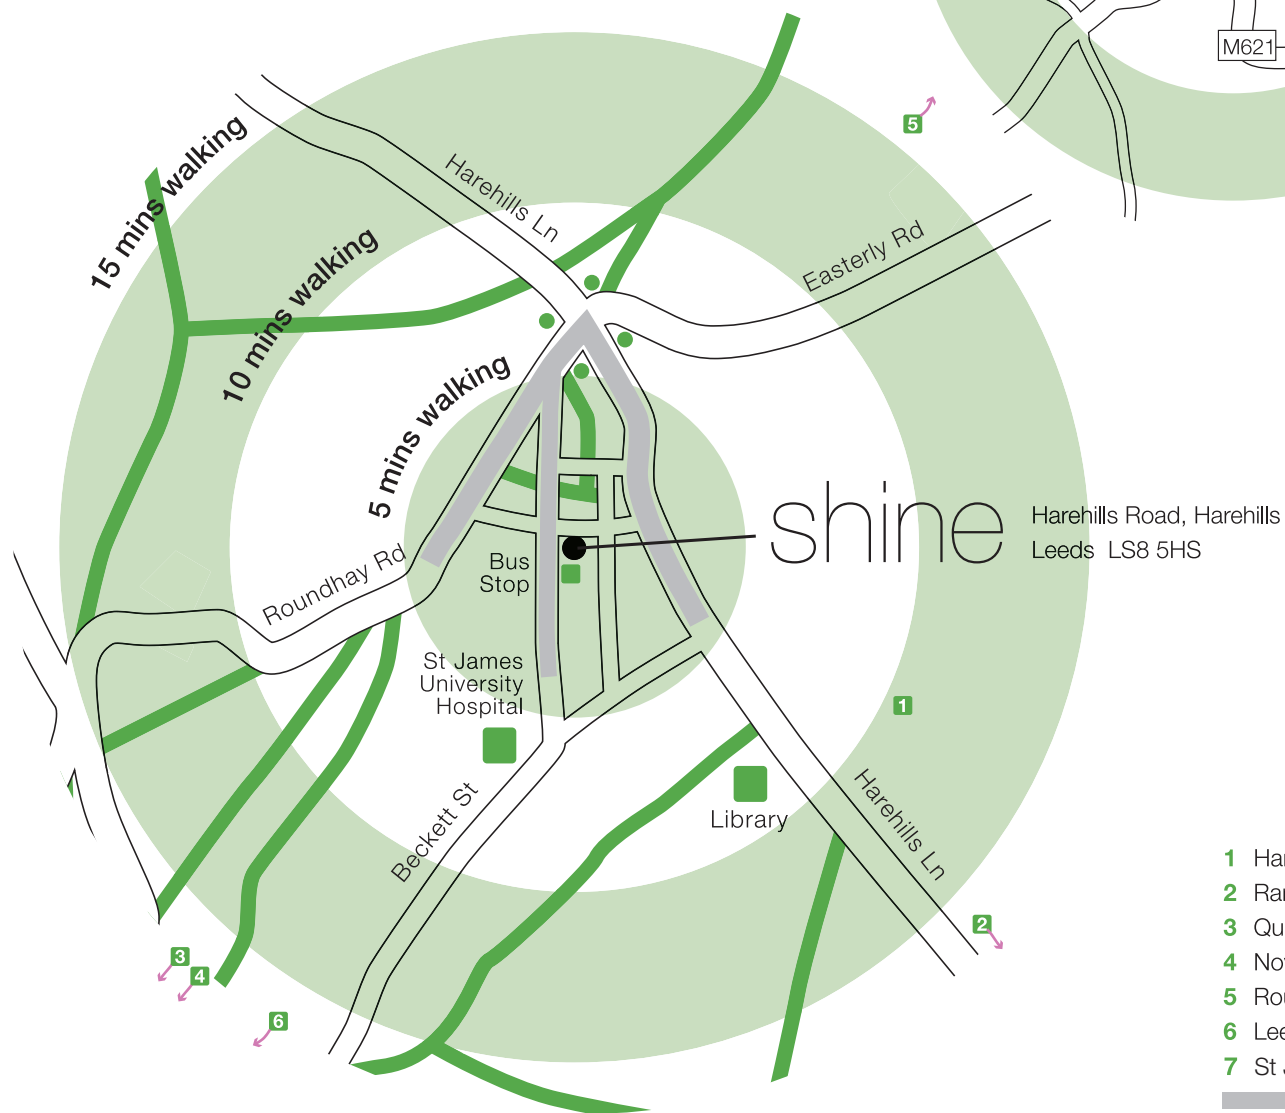 M621
5
15 mins walking
Harehills Ln
10 mins walking
Easterly Rd
5 mins walking
shine
Harehills Road, Harehills
Leeds LS8 5HS
Bus
Stop
Roundhay Rd
St James
University
Hospital
1
Beckett St
Library
Harehills Ln
2
3
4
6
1
2
3
4
5
6
7 St